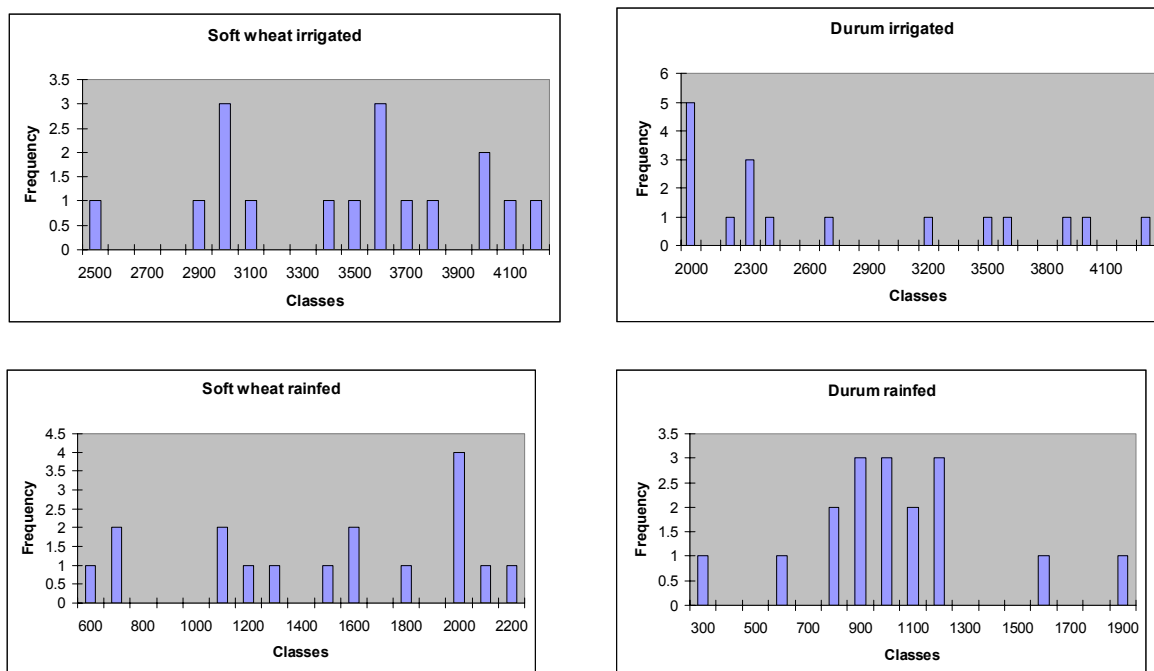 Soft wheat irrigated
3.5
3
2.5
2
1.5
1
0.5
0
Frequency
2500 2700 2900 3100 3300 3500 3700 3900 4100
Classes
Durum irrigated
6
5
4
3
2
1
0
Frequency
2000 2300 2600 2900 3200 3500 3800 4100
Classes
Soft wheat rainfed
4.5
4
3.5
3
2.5
2
1.5
1
0.5
0
Frequency
600 800 1000 1200 1400 1600 1800 2000 2200
Classes
Durum rainfed
3.5
3
2.5
2
1.5
1
0.5
0
Frequency
300 500 700 900 1100 1300 1500 1700 1900
Classes